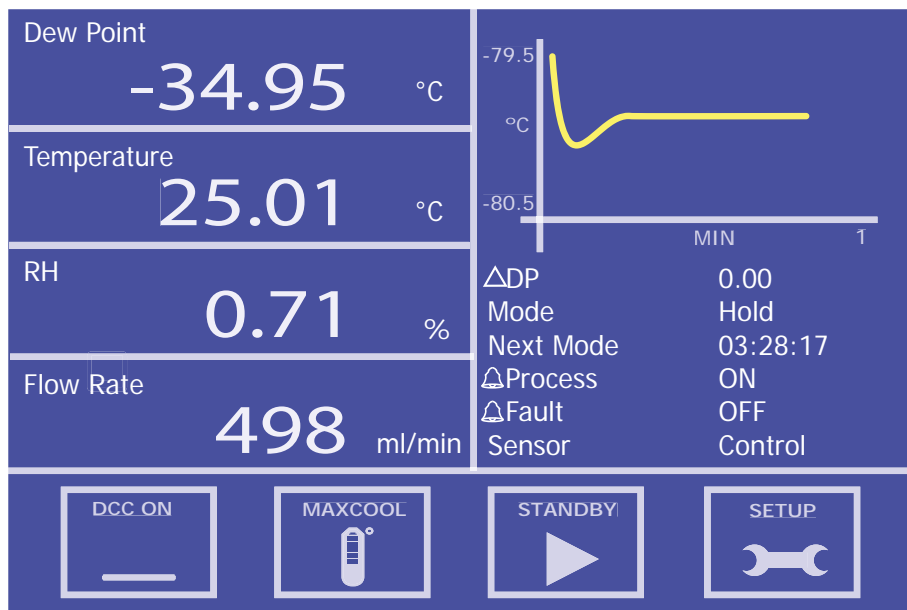 Dew Point
-34.95 °C
Temperature
25.01 °C
RH
0.71 %
Flow Rate
498 ml/min
-79.5
°C
-80.5
MIN 1
△DP 0.00
Mode Hold
Next Mode 03:28:17
Process ON
Fault OFF
Sensor Control
DCC ON
MAXCOOL
STANDBY
SETUP